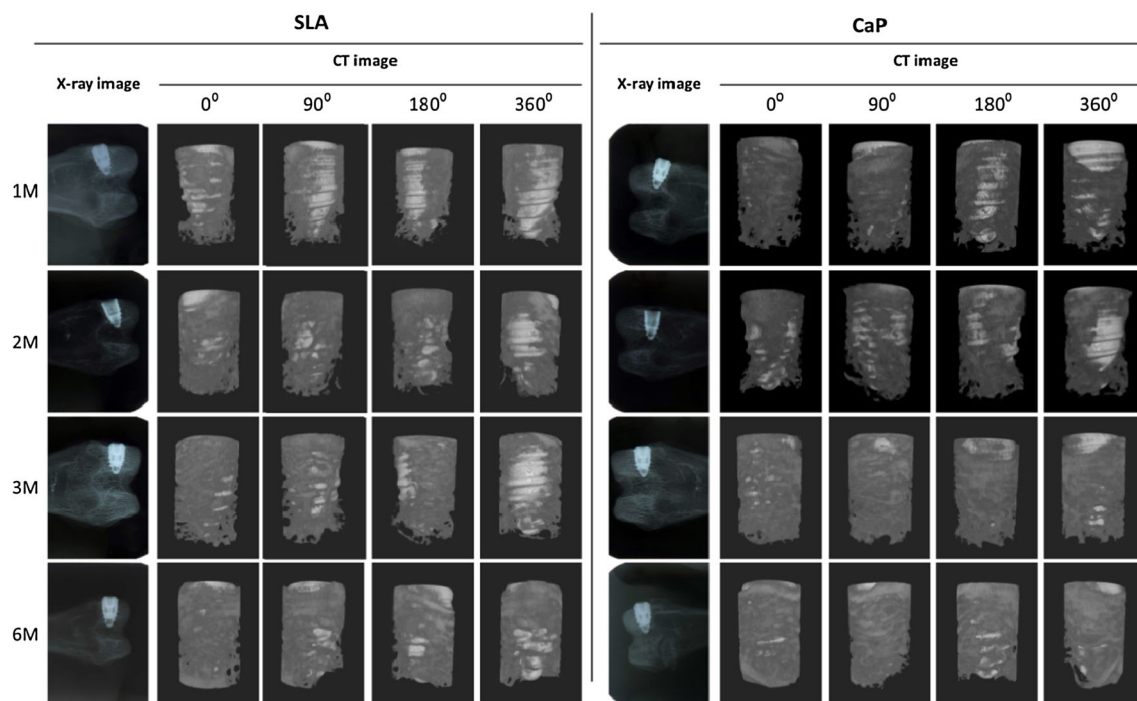 SLA
CaP
X-ray image
CT image
0⁰
90⁰
180⁰
360⁰
X-ray image
CT image
0⁰
90⁰
180⁰
360⁰
1M
2M
3M
6M